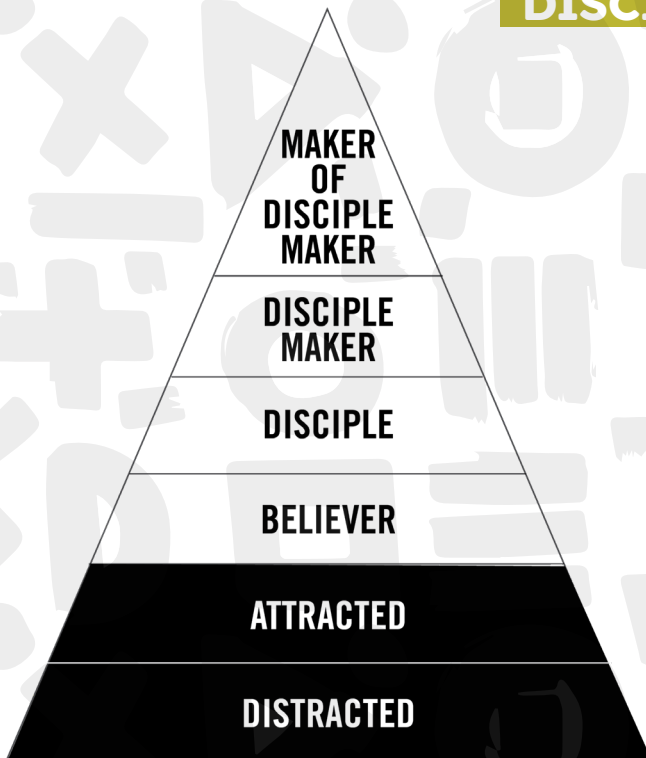 MAKER
OF
DISCIPLE
MAKER
DISCIPLE
MAKER
DISCIPLE
BELIEVER
ATTRACTED
DISTRACTED